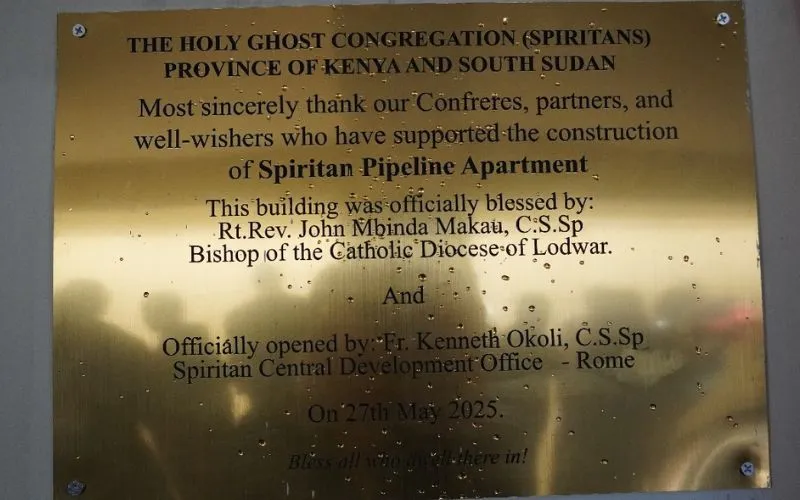 THE HOLY GHOST CONGREGATION (SPIRITANS)
PROVINCE OF KENYA AND SOUTH SUDAN
Most sincerely thank our Confreres, partners, and
well-wishers who have supported the construction
of Spiritan Pipeline Apartment
This building was officially blessed by:
Rt.Rev. John Mbinda Makau, C.S.Sp
Bishop of the Catholic Diocese of Lodwar.
And
Officially opened by: Fr. Kenneth Okoli, C.S.Sp
Spiritan Central Development Office - Rome
On 27th May 2025.
Bless all who dwell there in!